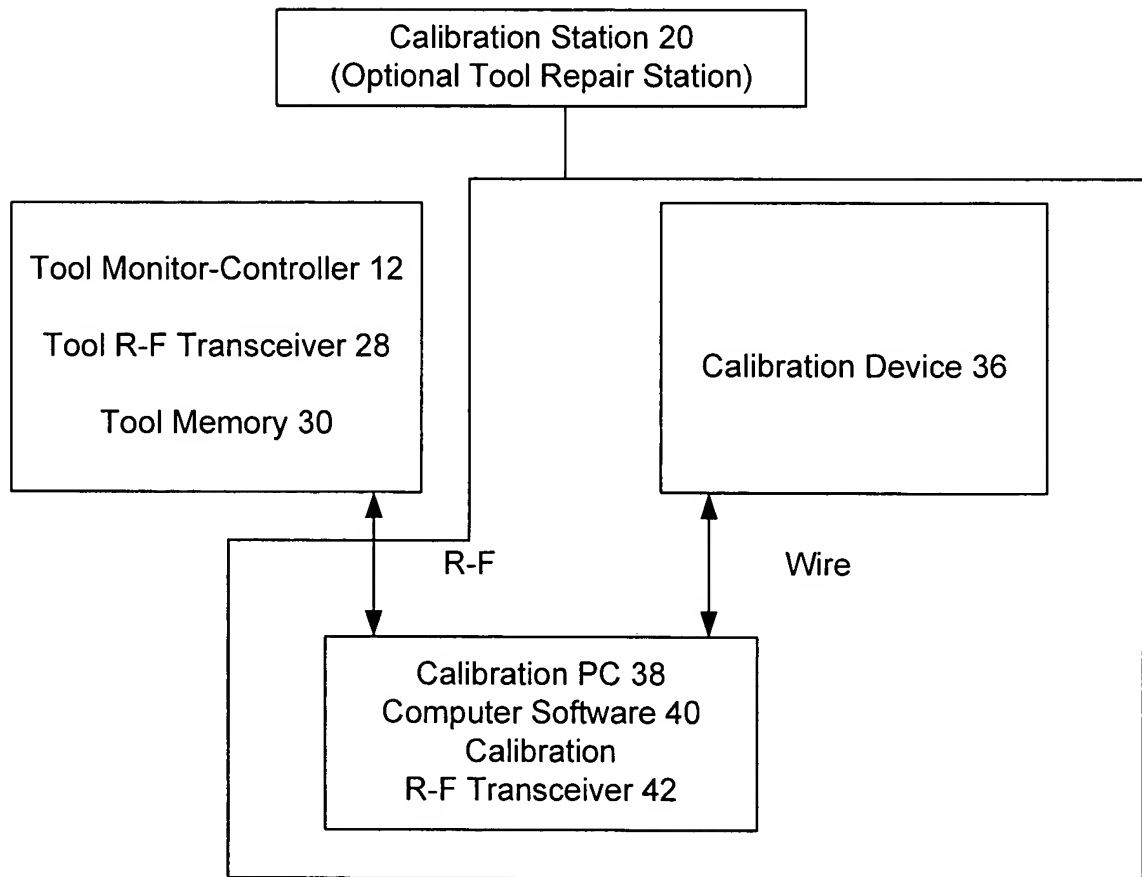 Calibration Station 20
(Optional Tool Repair Station)
Tool Monitor-Controller 12
Tool R-F Transceiver 28
Tool Memory 30
Calibration Device 36
R-F
Wire
Calibration PC 38
Computer Software 40
Calibration
R-F Transceiver 42